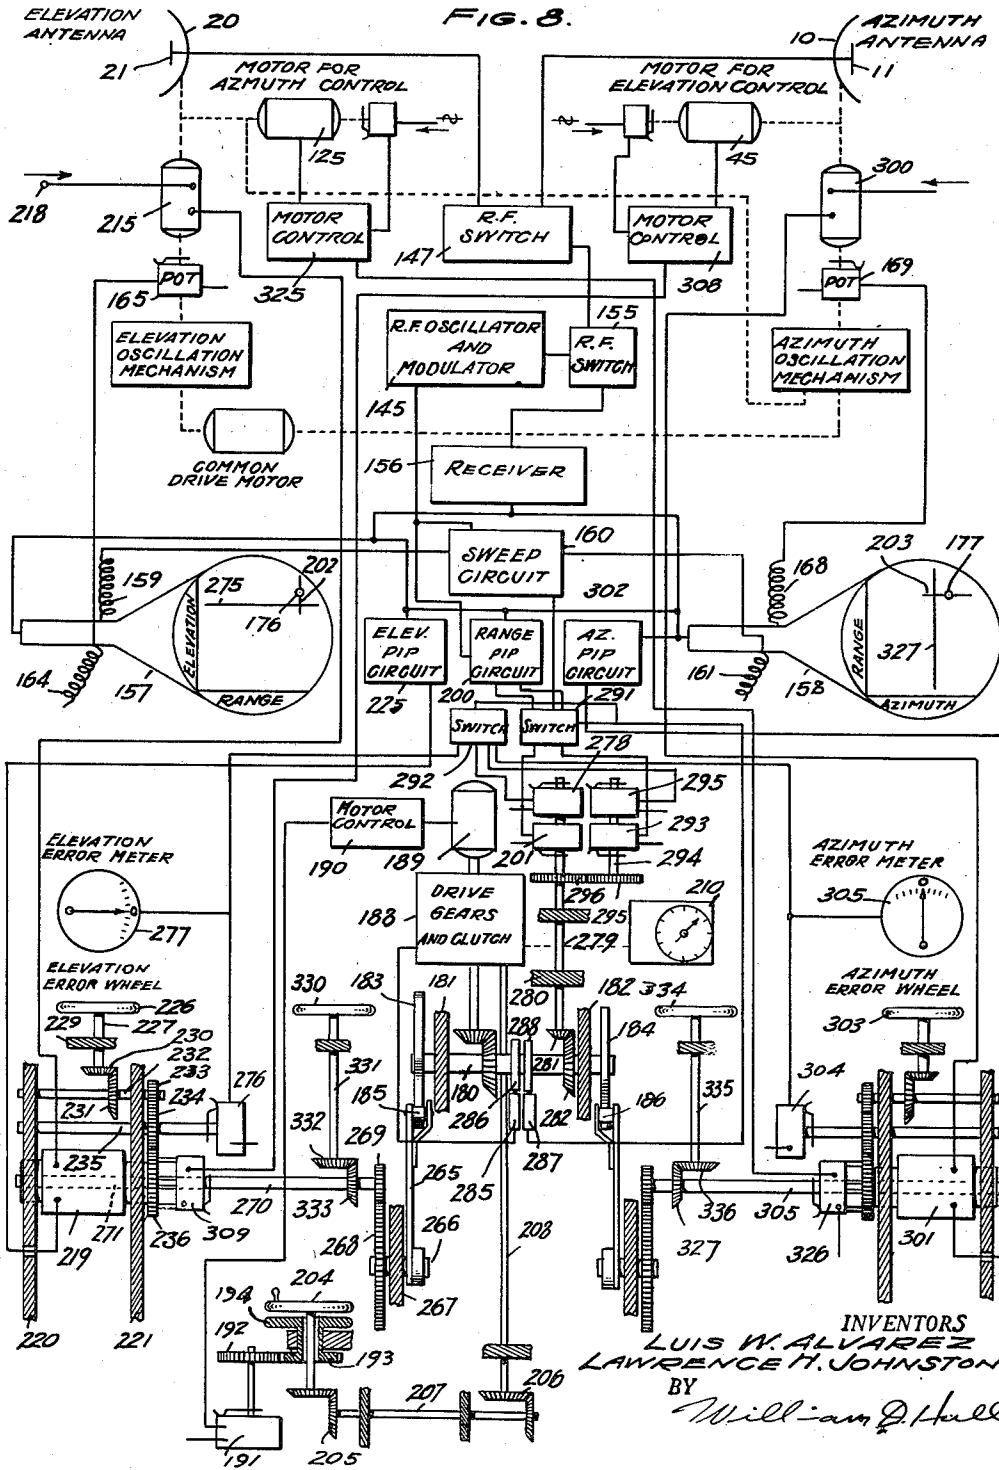 FIG. 8.
ELEVATION
ANTENNA
20
21
AZIMUTH
ANTENNA
10
11
MOTOR FOR
AZIMUTH CONTROL
125
MOTOR FOR
ELEVATION CONTROL
45
218
215
300
MOTOR
CONTROL
325
R.F.
SWITCH
147
MOTOR
CONTROL
308
POT
165
POT
169
ELEVATION
OSCILLATION
MECHANISM
R.F. OSCILLATOR
AND
MODULATOR
145
155
R.F.
SWITCH
AZIMUTH
OSCILLATION
MECHANISM
COMMON
DRIVE MOTOR
156
RECEIVER
160
SWEEP
CIRCUIT
302
159
275
202
176
ELEVATION
RANGE
164
157
168
203
177
327
RANGE
AZIMUTH
161
158
ELEV.
PIP
CIRCUIT
225
RANGE
PIP
CIRCUIT
200
AZ.
PIP
CIRCUIT
291
SWITCH
292
SWITCH
278
295
MOTOR
CONTROL
190
189
201
293
294
296
295
ELEVATION
ERROR METER
277
AZIMUTH
ERROR METER
305
188
DRIVE
GEARS
AND CLUTCH
279
210
ELEVATION
ERROR WHEEL
226
227
229
230
232
233
231
234
235
276
AZIMUTH
ERROR WHEEL
303
304
183
181
280
182
334
330
331
184
288
281
180
185
286
282
186
335
332
269
265
285
287
333
270
336
305
219
271
236
309
268
266
208
327
326
301
267
220
221
194
204
192
193
206
207
205
191
INVENTORS
LUIS W. ALVAREZ
LAWRENCE H. JOHNSTON
BY
William D. Hall